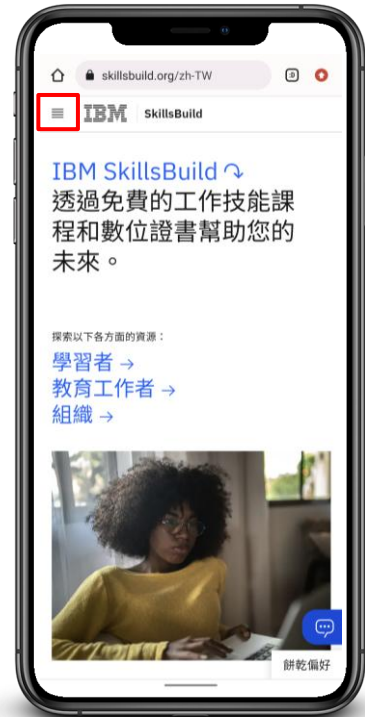 skillsbuild.org/zh-TW
IBM SkillsBuild
IBM SkillsBuild
透過免費的工作技能課
程和數位證書幫助您的
未來。
探索以下各方面的資源：
學習者 →
教育工作者 →
組織 →
餅乾偏好